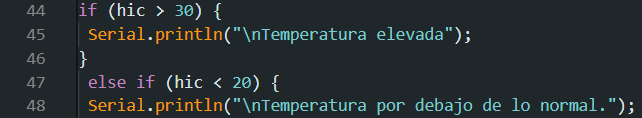 44 if (hic > 30) {
45 Serial.println("\nTemperatura elevada");
46 }
47 else if (hic < 20) {
48 Serial.println("\nTemperatura por debajo de lo normal.");